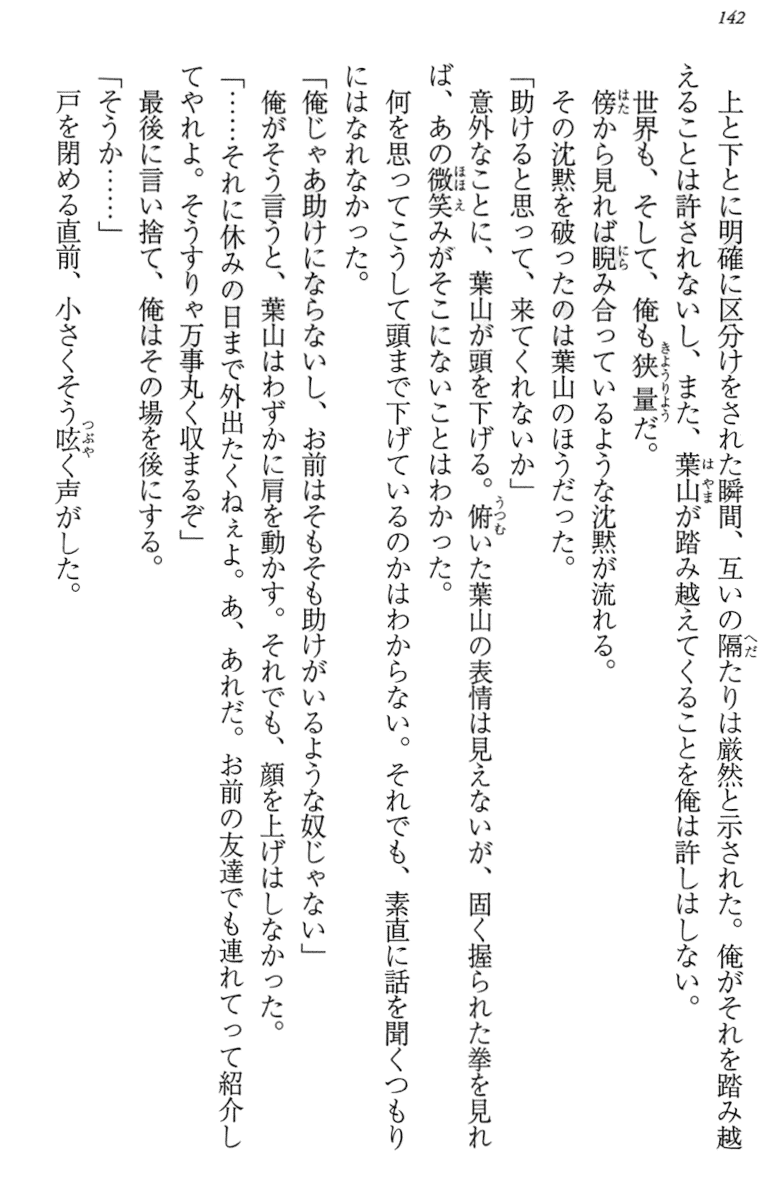 142
上と下とに明確に区分けをされた瞬間、互いの隔たりは厳然と示された。俺がそれを踏み越
えることは許されないし、また、葉山が踏み越えてくることを俺は許しはしない。
世界も、そして、俺も狭量だ。
傍から見れば睨み合っているような沈黙が流れる。
その沈黙を破ったのは葉山のほうだった。
「助けると思って、来てくれないか」
意外なことに、葉山が頭を下げる。俯いた葉山の表情は見えないが、固く握られた拳を見れ
ば、あの微笑みがそこにないことはわかった。
何を思ってこうして頭まで下げているのかはわからない。それでも、素直に話を聞くつもり
にはなれなかった。
「俺じゃあ助けにならないし、お前はそもそも助けがいるような奴じゃない」
俺がそう言うと、葉山はわずかに肩を動かす。それでも、顔を上げはしなかった。
「……それに休みの日まで外出たくねぇよ。あ、あれだ。お前の友達でも連れてって紹介し
てやれよ。そうすりゃ万事丸く収まるぞ」
最後に言い捨て、俺はその場を後にする。
「そうか……」
戸を閉める直前、小さくそう呟く声がした。